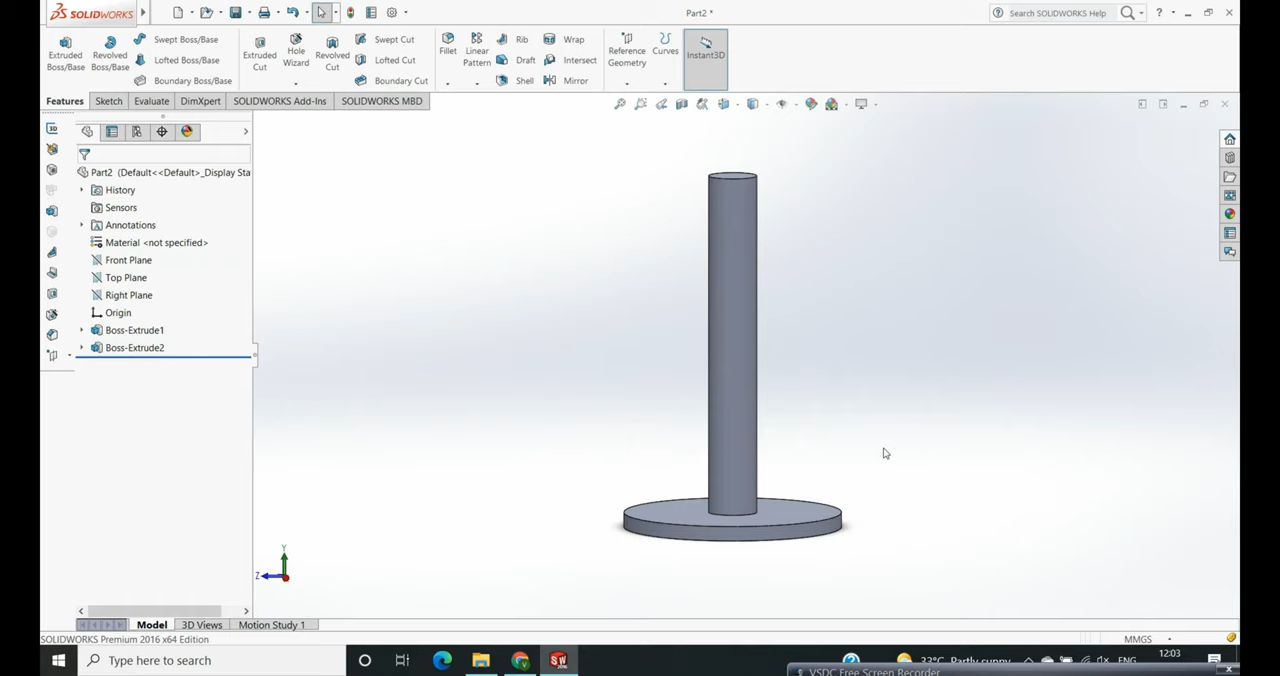 SOLIDWORKS
Part2 *
Search SOLIDWORKS Help
?
Extruded Boss/Base
Revolved Boss/Base
Swept Boss/Base
Lofted Boss/Base
Boundary Boss/Base
Extruded Cut
Hole Wizard
Revolved Cut
Swept Cut
Lofted Cut
Boundary Cut
Fillet
Linear Pattern
Rib
Draft
Shell
Wrap
Intersect
Mirror
Reference Geometry
Curves
Instant3D
Features
Sketch
Evaluate
DimXpert
SOLIDWORKS Add-Ins
SOLIDWORKS MBD
Part2 (Default<<Default>_Display Sta
History
Sensors
Annotations
Material <not specified>
Front Plane
Top Plane
Right Plane
Origin
Boss-Extrude1
Boss-Extrude2
Y
Z
Model
3D Views
Motion Study 1
SOLIDWORKS Premium 2016 x64 Edition
MMGS
Type here to search
33°C Partly sunny
ENG
12:03
VSDC Free Screen Recorder